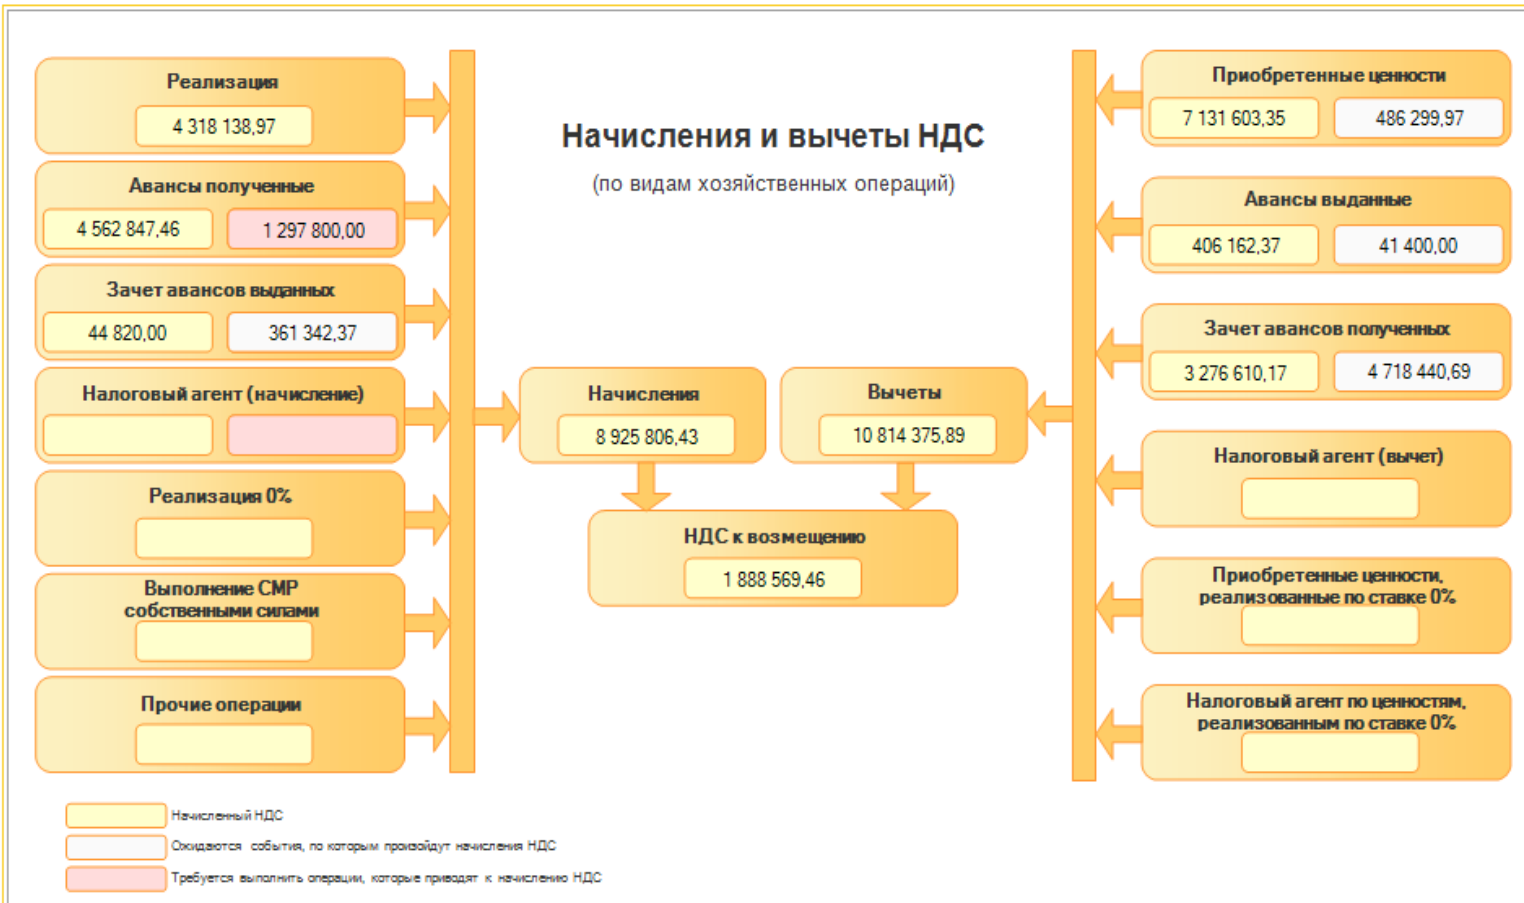 Начисления и вычеты НДС
(по видам хозяйственных операций)
Реализация
4 318 138,97
Авансы полученные
4 562 847,46
1 297 800,00
Зачет авансов выданных
44 820,00
361 342,37
Налоговый агент (начисление)
Реализация 0%
Выполнение СМР
собственными силами
Прочие операции
Начисления
8 925 806,43
Вычеты
10 814 375,89
НДС к возмещению
1 888 569,46
Приобретенные ценности
7 131 603,35
486 299,97
Авансы выданные
406 162,37
41 400,00
Зачет авансов полученных
3 276 610,17
4 718 440,69
Налоговый агент (вычет)
Приобретенные ценности,
реализованные по ставке 0%
Налоговый агент по ценностям,
реализованным по ставке 0%
Начисленный НДС
Ожидаются события, по которым произойдут начисления НДС
Требуется выполнить операции, которые приводят к начислению НДС